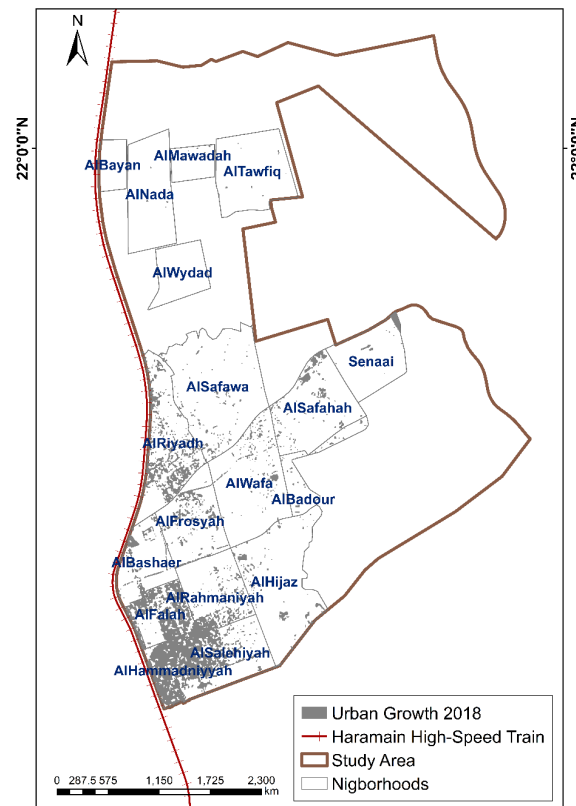 N
22°0'0"N
22°0'0"N
AlBayan
AlMawadah
AlTawfiq
AlNada
AlWydad
Senaai
AlSafawa
AlSafahah
AlRiyadh
AlWafa
AlBadour
AlFrosyah
AlBashaer
AlHijaz
AlRahmaniyah
AlFalah
AlSalehiyah
AlHammadniyyah
Urban Growth 2018
Haramain High-Speed Train
Study Area
Nigborhoods
0 287.5 575 1,150 1,725 2,300
km